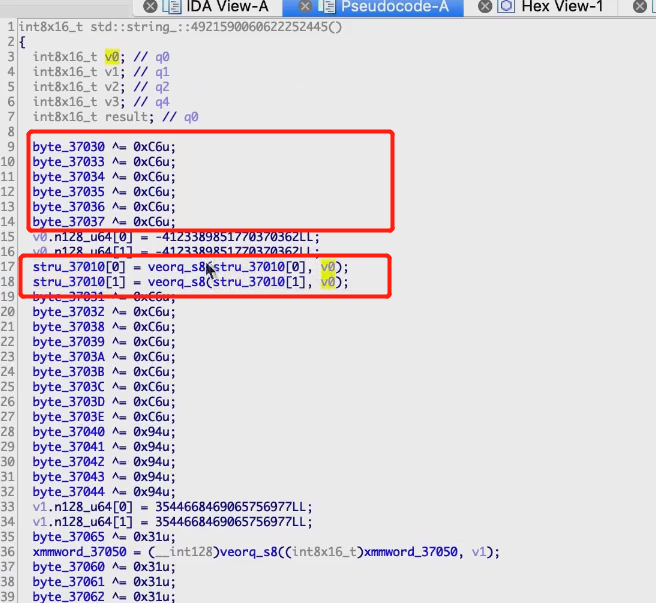 IDA View-A Pseudocode-A Hex View-1
1 int8x16_t std::string_::4921590060622252445()
2 {
3 int8x16_t v0; // q0
4 int8x16_t v1; // q1
5 int8x16_t v2; // q2
6 int8x16_t v3; // q4
7 int8x16_t result; // q0
8
9 byte_37030 ^= 0xC6u;
10 byte_37033 ^= 0xC6u;
11 byte_37034 ^= 0xC6u;
12 byte_37035 ^= 0xC6u;
13 byte_37036 ^= 0xC6u;
14 byte_37037 ^= 0xC6u;
15 v0.n128_u64[0] = -4123389851770370362LL;
16 v0.n128_u64[1] = -4123389851770370362LL;
17 stru_37010[0] = veorq_s8(stru_37010[0], v0);
18 stru_37010[1] = veorq_s8(stru_37010[1], v0);
19 byte_37031 ^= 0xC6u;
20 byte_37032 ^= 0xC6u;
21 byte_37038 ^= 0xC6u;
22 byte_37039 ^= 0xC6u;
23 byte_3703A ^= 0xC6u;
24 byte_3703B ^= 0xC6u;
25 byte_3703C ^= 0xC6u;
26 byte_3703D ^= 0xC6u;
27 byte_3703E ^= 0xC6u;
28 byte_37040 ^= 0x94u;
29 byte_37041 ^= 0x94u;
30 byte_37042 ^= 0x94u;
31 byte_37043 ^= 0x94u;
32 byte_37044 ^= 0x94u;
33 v1.n128_u64[0] = 3544668469065756977LL;
34 v1.n128_u64[1] = 3544668469065756977LL;
35 byte_37065 ^= 0x31u;
36 xmmword_37050 = (__int128)veorq_s8((int8x16_t)xmmword_37050, v1);
37 byte_37060 ^= 0x31u;
38 byte_37061 ^= 0x31u;
39 byte_37062 ^= 0x31u;